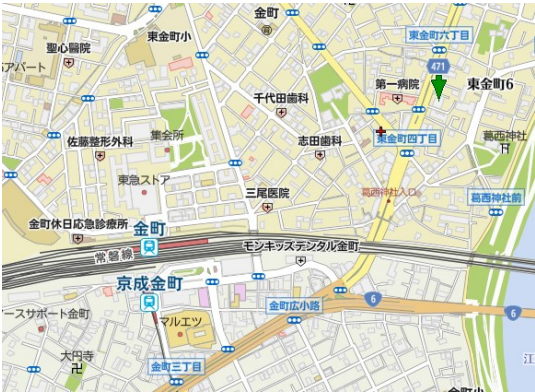 金町
東金町小
東金町六丁目
聖心醫院
アパート
471
第一病院
東金町6
千代田歯科
集会所
佐藤整形外科
志田歯科
東金町四丁目
葛西神社
東急ストア
三尾医院
葛西神社入口
葛西神社前
金町休日応急診療所
金町
モンキッズデンタル金町
常磐線
京成金町
6
金町広小路
6
ースサポート金町
マルエツ
大円寺
金町三丁目
江
金町小